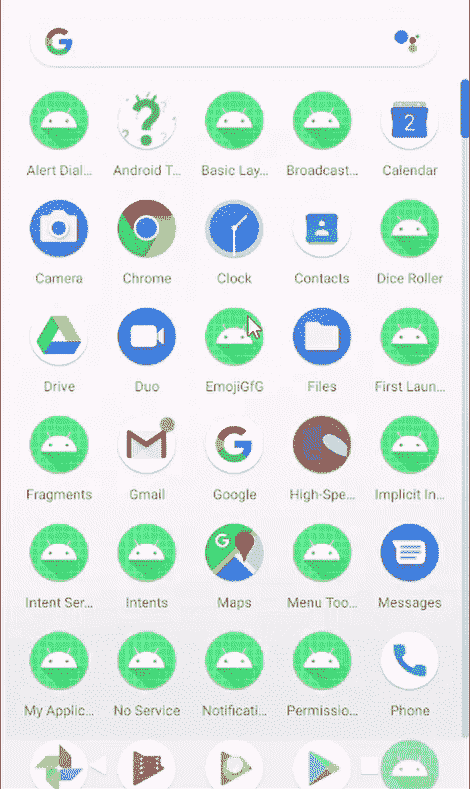 Alert Dial... Android T... Basic Lay... Broadcast... Calendar
2
Camera Chrome Clock Contacts Dice Roller
Drive Duo EmojiGfG Files First Laun...
Fragments Gmail Google High-Spe... Implicit In...
Intent Ser... Intents Maps Menu Too... Messages
My Applic... No Service Notificati... Permissio... Phone